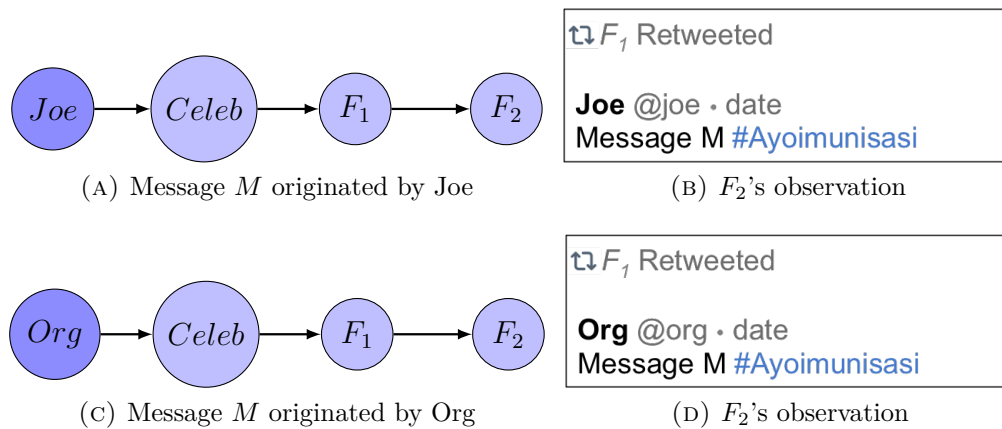 Joe Celeb F₁ F₂
(A) Message M originated by Joe
F₁ Retweeted
Joe @joe • date
Message M #Ayoimunisasi
(B) F₂'s observation
Org Celeb F₁ F₂
(C) Message M originated by Org
F₁ Retweeted
Org @org • date
Message M #Ayoimunisasi
(D) F₂'s observation